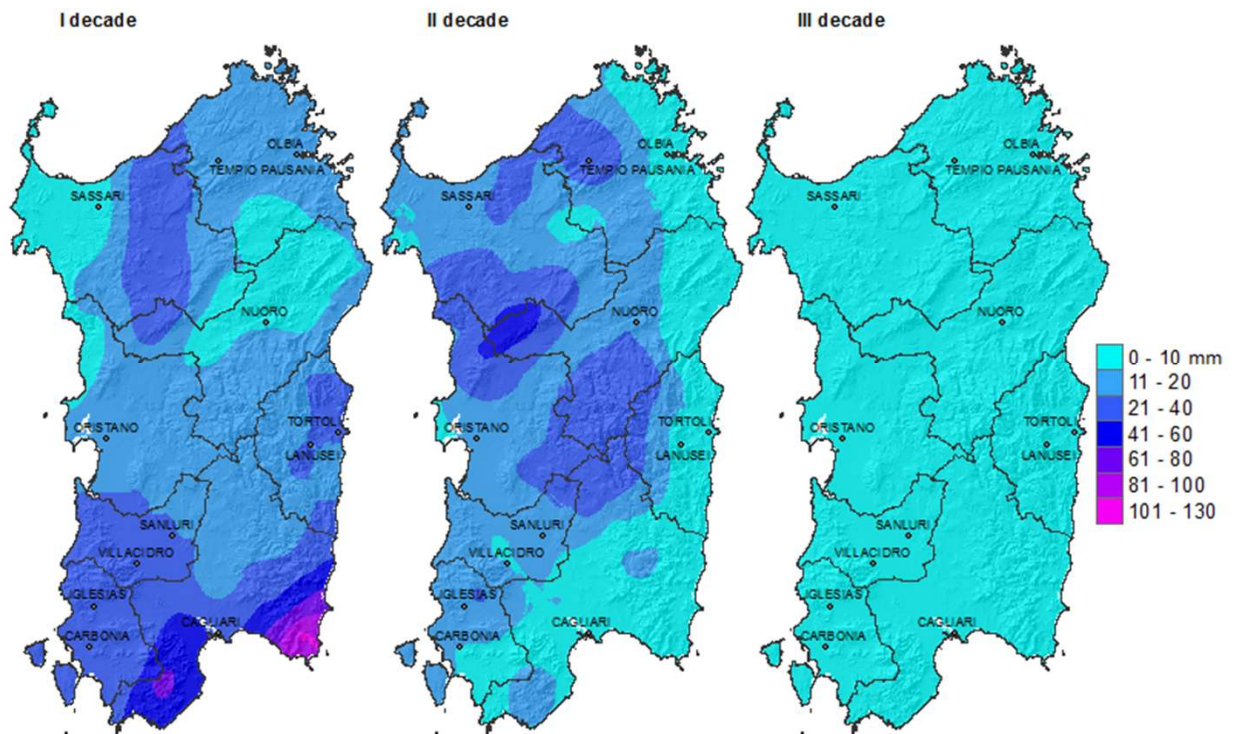 I decade
II decade
III decade
OLBIA
TEMPIO PAUSANIA
SASSARI
NUORO
TORTOLI
ORISTANO
LANUSEI
SANLURI
VILLACIDRO
IGLESIAS
CAGLIARI
CARBONIA
OLBIA
TEMPIO PAUSANIA
SASSARI
NUORO
TORTOLI
ORISTANO
LANUSEI
SANLURI
VILLACIDRO
IGLESIAS
CAGLIARI
CARBONIA
OLBIA
TEMPIO PAUSANIA
SASSARI
NUORO
TORTOLI
ORISTANO
LANUSEI
SANLURI
VILLACIDRO
IGLESIAS
CAGLIARI
CARBONIA
0 - 10 mm
11 - 20
21 - 40
41 - 60
61 - 80
81 - 100
101 - 130